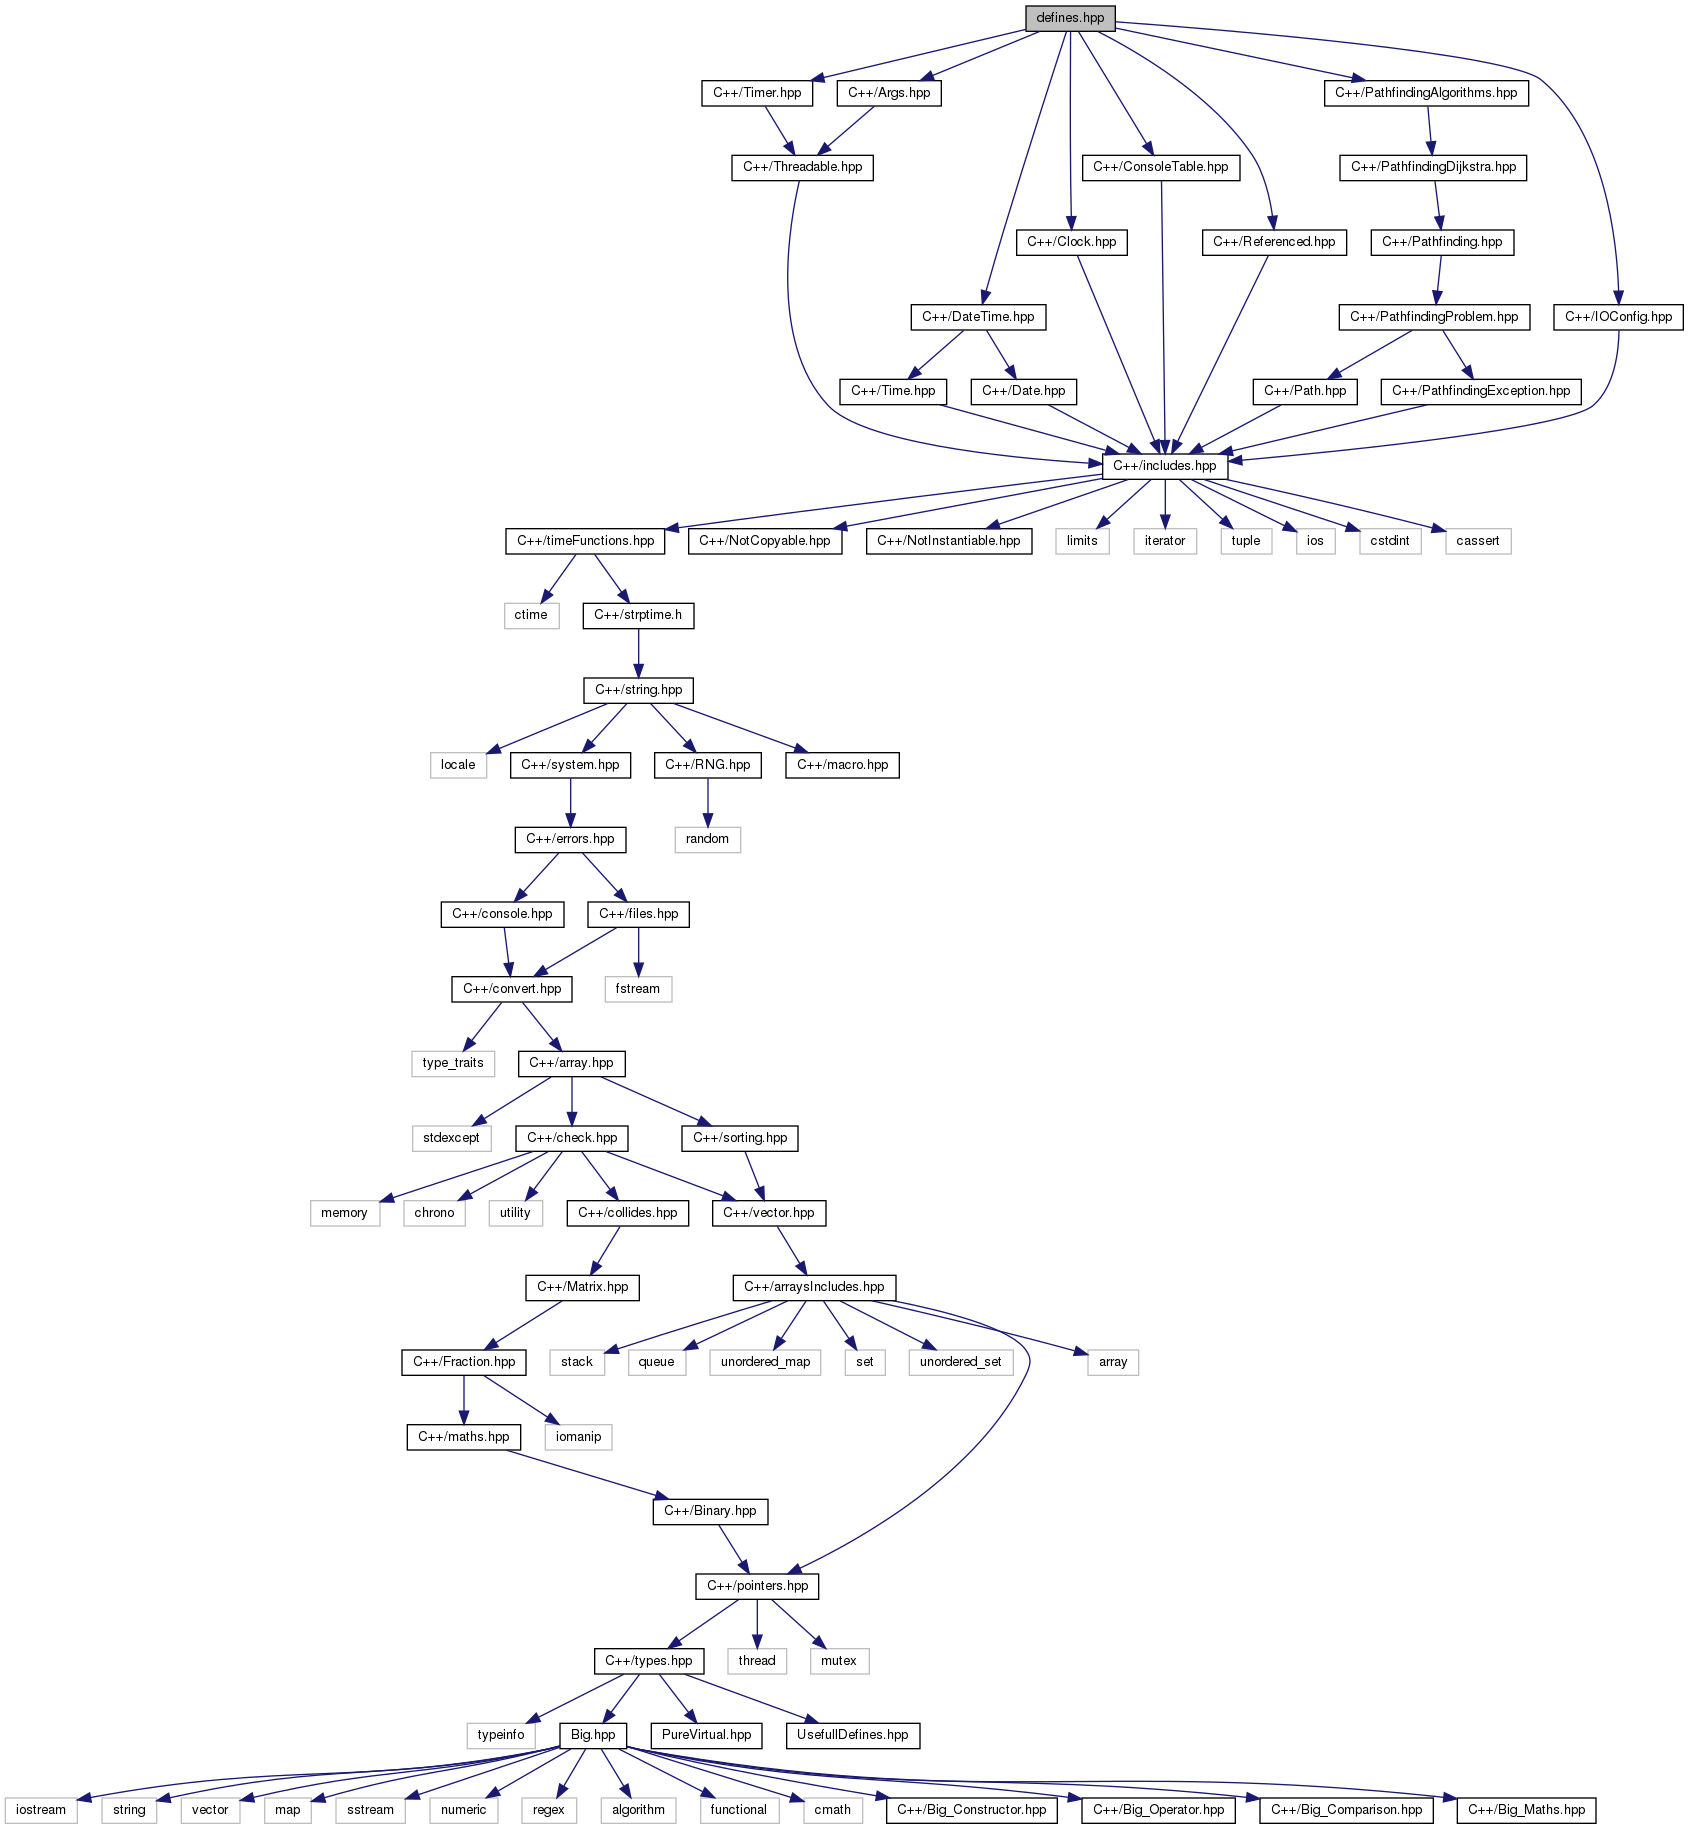 defines.hpp
C++/Timer.hpp
C++/Args.hpp
C++/PathfindingAlgorithms.hpp
C++/Threadable.hpp
C++/ConsoleTable.hpp
C++/PathfindingDijkstra.hpp
C++/Clock.hpp
C++/Referenced.hpp
C++/Pathfinding.hpp
C++/DateTime.hpp
C++/PathfindingProblem.hpp
C++/IOConfig.hpp
C++/Time.hpp
C++/Date.hpp
C++/Path.hpp
C++/PathfindingException.hpp
C++/includes.hpp
C++/timeFunctions.hpp
C++/NotCopyable.hpp
C++/NotInstantiable.hpp
limits
iterator
tuple
ios
cstdint
cassert
ctime
C++/strptime.h
C++/string.hpp
locale
C++/system.hpp
C++/RNG.hpp
C++/macro.hpp
C++/errors.hpp
random
C++/console.hpp
C++/files.hpp
C++/convert.hpp
fstream
type_traits
C++/array.hpp
stdexcept
C++/check.hpp
C++/sorting.hpp
memory
chrono
utility
C++/collides.hpp
C++/vector.hpp
C++/Matrix.hpp
C++/arraysIncludes.hpp
C++/Fraction.hpp
stack
queue
unordered_map
set
unordered_set
array
C++/maths.hpp
iomanip
C++/Binary.hpp
C++/pointers.hpp
C++/types.hpp
thread
mutex
typeinfo
Big.hpp
PureVirtual.hpp
UsefullDefines.hpp
iostream
string
vector
map
sstream
numeric
regex
algorithm
functional
cmath
C++/Big_Constructor.hpp
C++/Big_Operator.hpp
C++/Big_Comparison.hpp
C++/Big_Maths.hpp